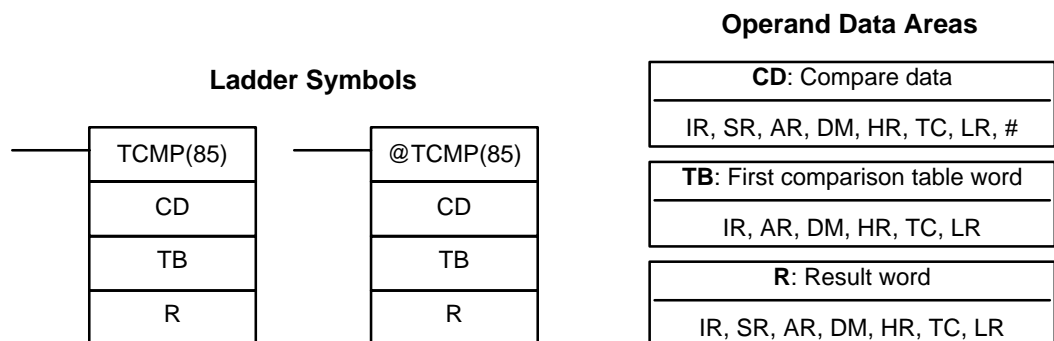 Ladder Symbols
TCMP(85)
CD
TB
R
@TCMP(85)
CD
TB
R
Operand Data Areas
CD: Compare data
IR, SR, AR, DM, HR, TC, LR, #
TB: First comparison table word
IR, AR, DM, HR, TC, LR
R: Result word
IR, SR, AR, DM, HR, TC, LR